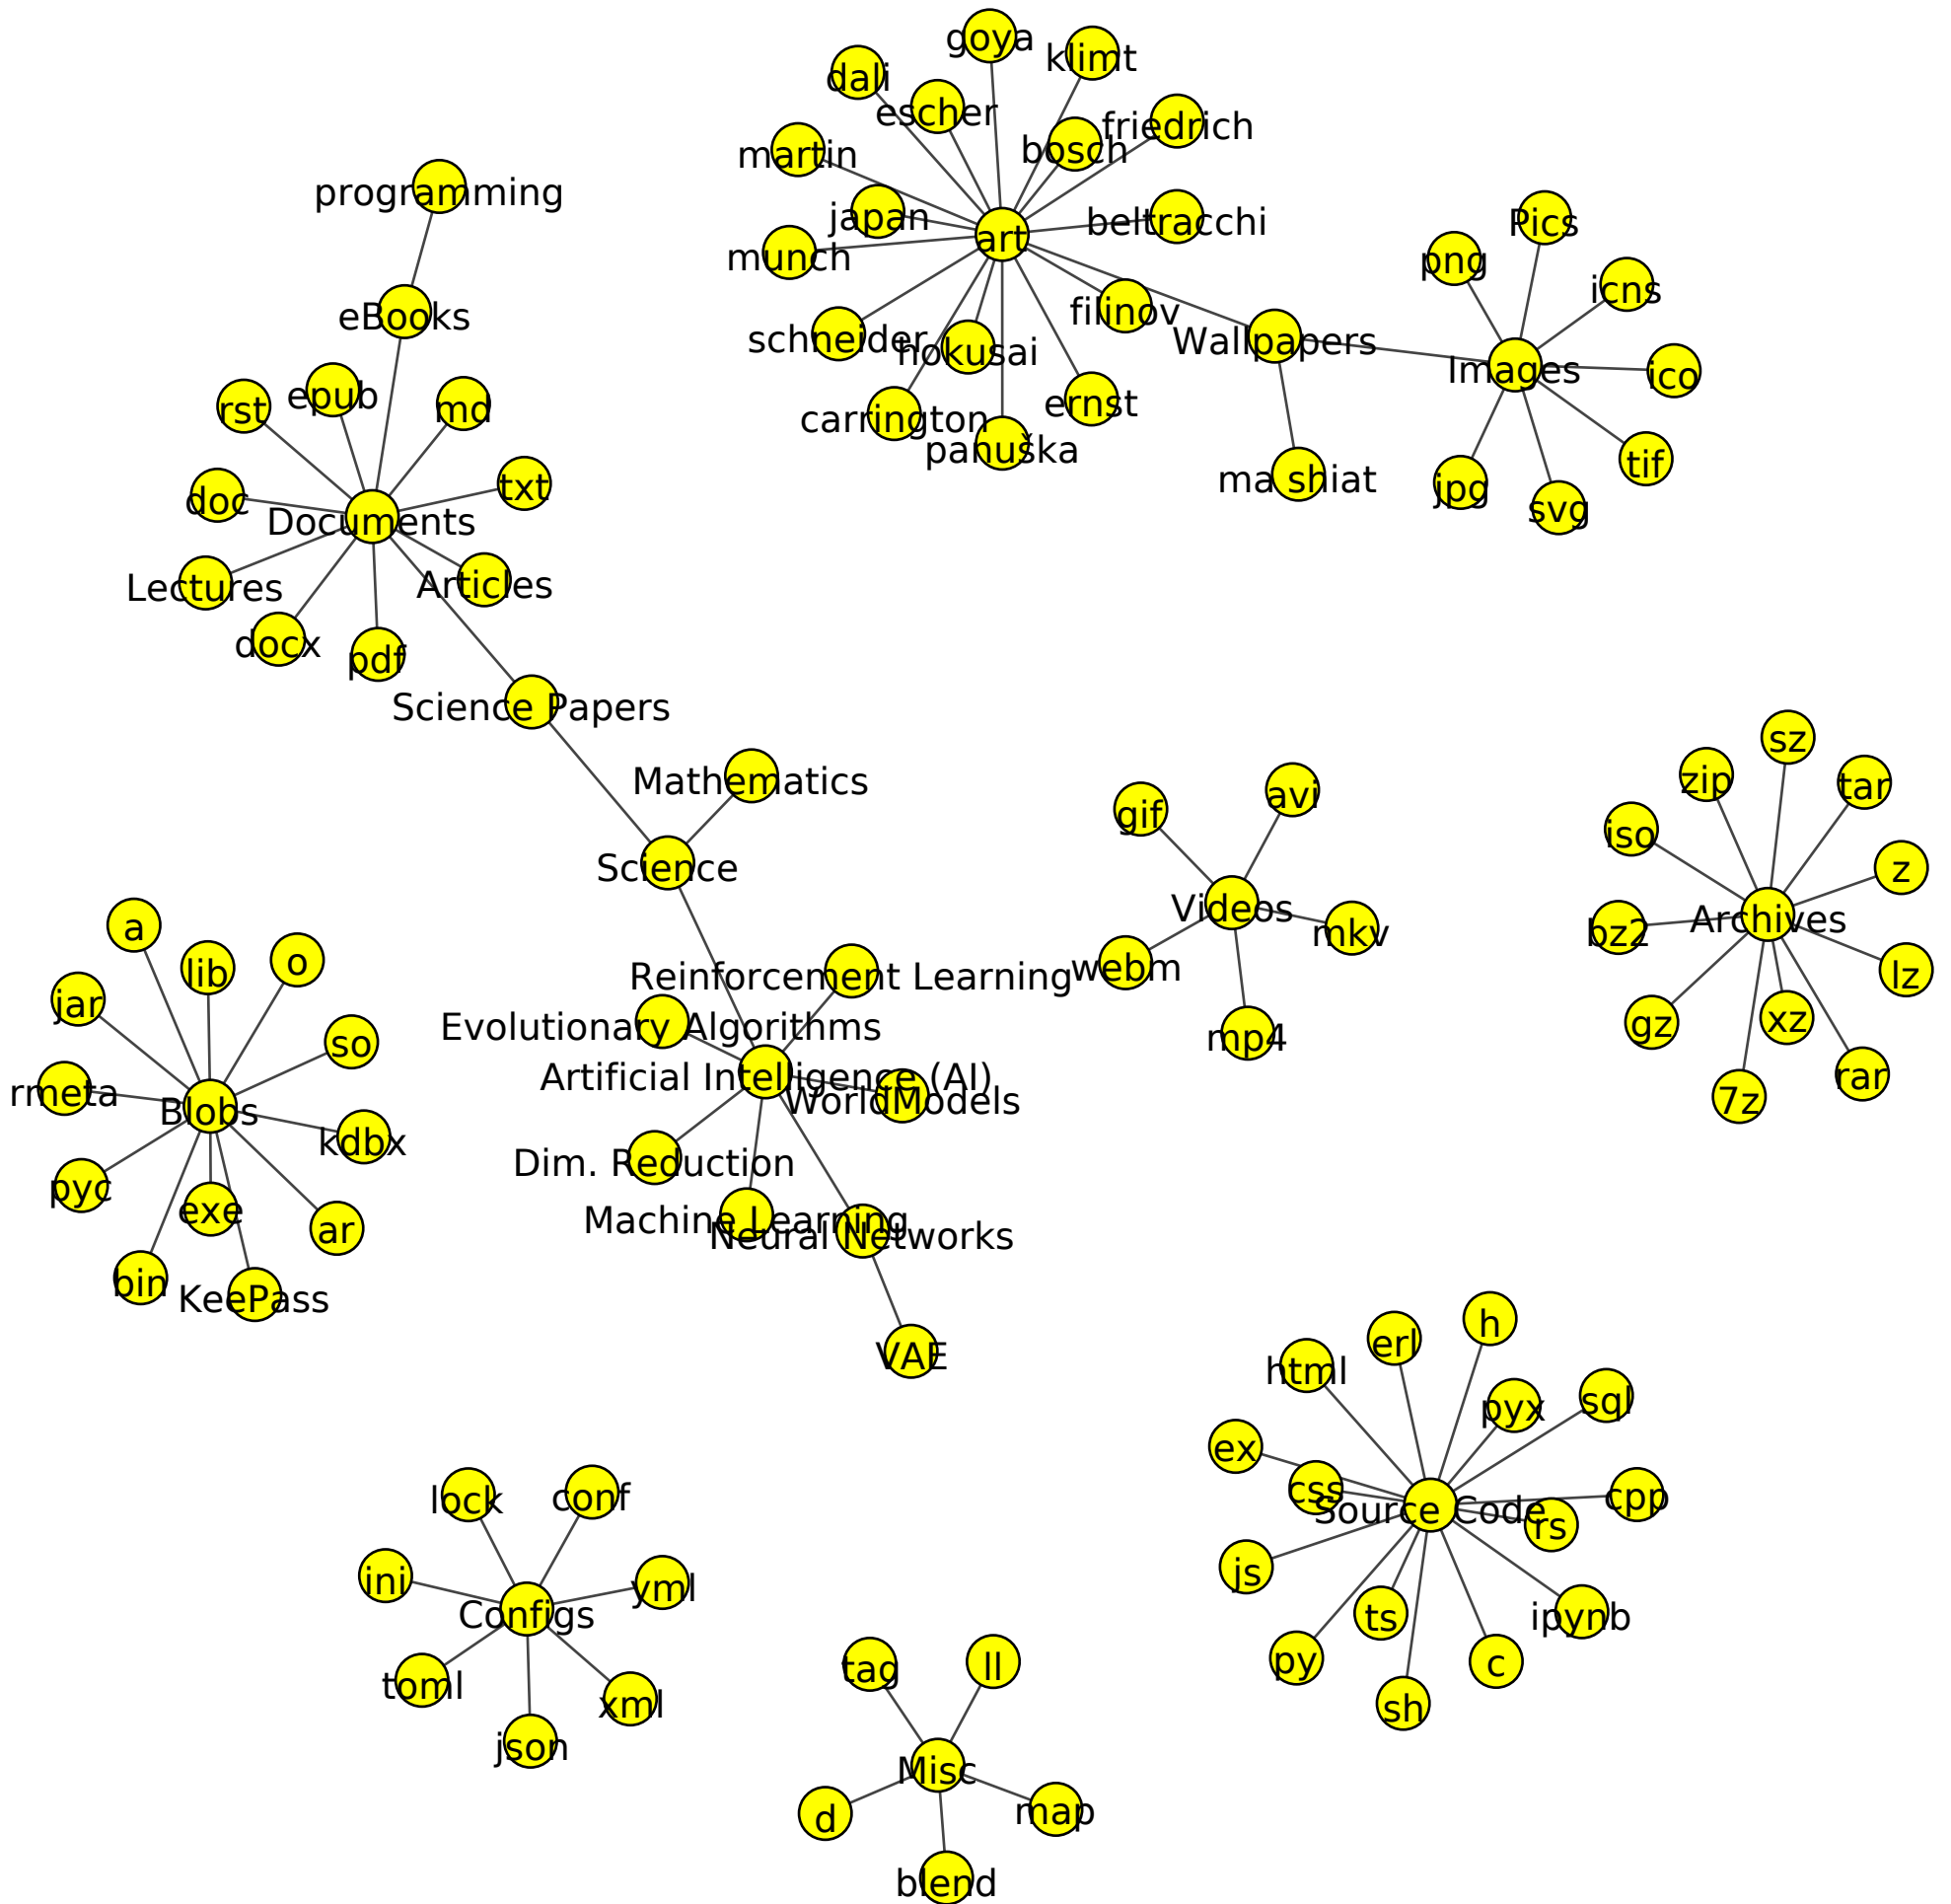 goya
klimt
dali
escher
friedrich
bosch
martin
programming
japan
beltracchi
art
Pics
munch
png
icns
filinov
eBooks
schneider
hokusai
Wallpapers
Images
ico
epub
rst
md
carrington
ernst
panuška
tif
ma shiat
jpg
txt
doc
svg
Documents
Lectures
Articles
docx
pdf
Science Papers
sz
Mathematics
zip
tar
avi
gif
iso
Science
z
Videos
Archives
a
mkv
bz2
lib
o
Reinforcement Learning
webm
lz
jar
Evolutionary Algorithms
gz
xz
so
mp4
Artificial Intelligence (AI)
rar
rmeta
WorldModels
7z
Blobs
kdbx
Dim. Reduction
pyc
exe
Machine Learning
ar
Neural Networks
bin
KeePass
h
erl
VAE
html
sql
pyx
ex
css
lock
conf
cpp
Source Code
rs
js
ini
yml
Configs
ts
ipynb
py
c
tag
ll
toml
xml
sh
json
Misc
d
map
blend